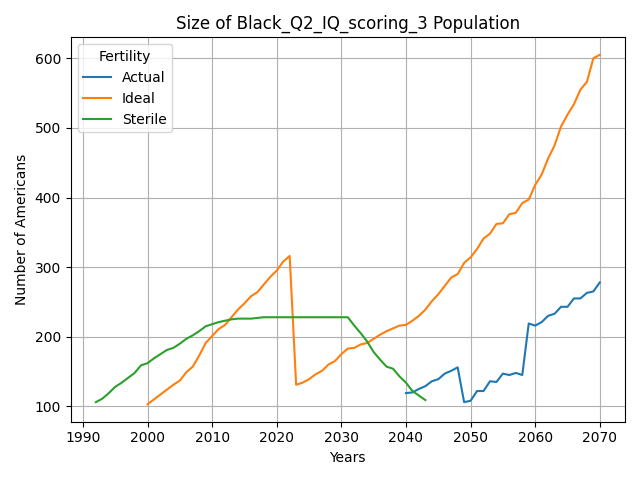 Size of Black_Q2_IQ_scoring_3 Population
Fertility
Actual
Ideal
Sterile
Number of Americans
600
500
400
300
200
100
1990 2000 2010 2020 2030 2040 2050 2060 2070
Years